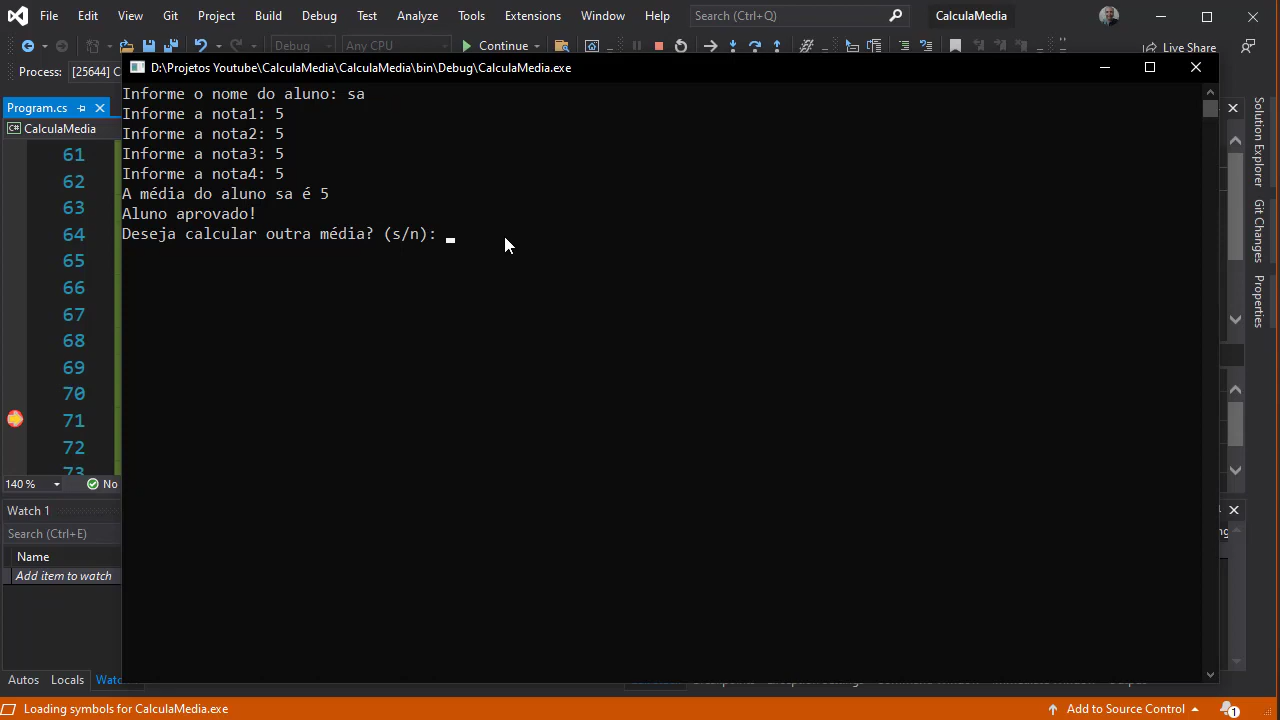 File Edit View Git Project Build Debug Test Analyze Tools Extensions Window Help Search (Ctrl+Q) CalculaMedia
Debug Any CPU Continue Live Share
Process: [25644] C
D:\Projetos Youtube\CalculaMedia\CalculaMedia\bin\Debug\CalculaMedia.exe
Program.cs
CalculaMedia
Informe o nome do aluno: sa
Informe a nota1: 5
Informe a nota2: 5
Informe a nota3: 5
Informe a nota4: 5
A média do aluno sa é 5
Aluno aprovado!
Deseja calcular outra média? (s/n):
61
62
63
64
65
66
67
68
69
70
71
72
73
140 % No
Watch 1
Search (Ctrl+E)
Name
Add item to watch
Autos Locals Watc
Solution Explorer
Git Changes
Properties
Loading symbols for CalculaMedia.exe Add to Source Control 1